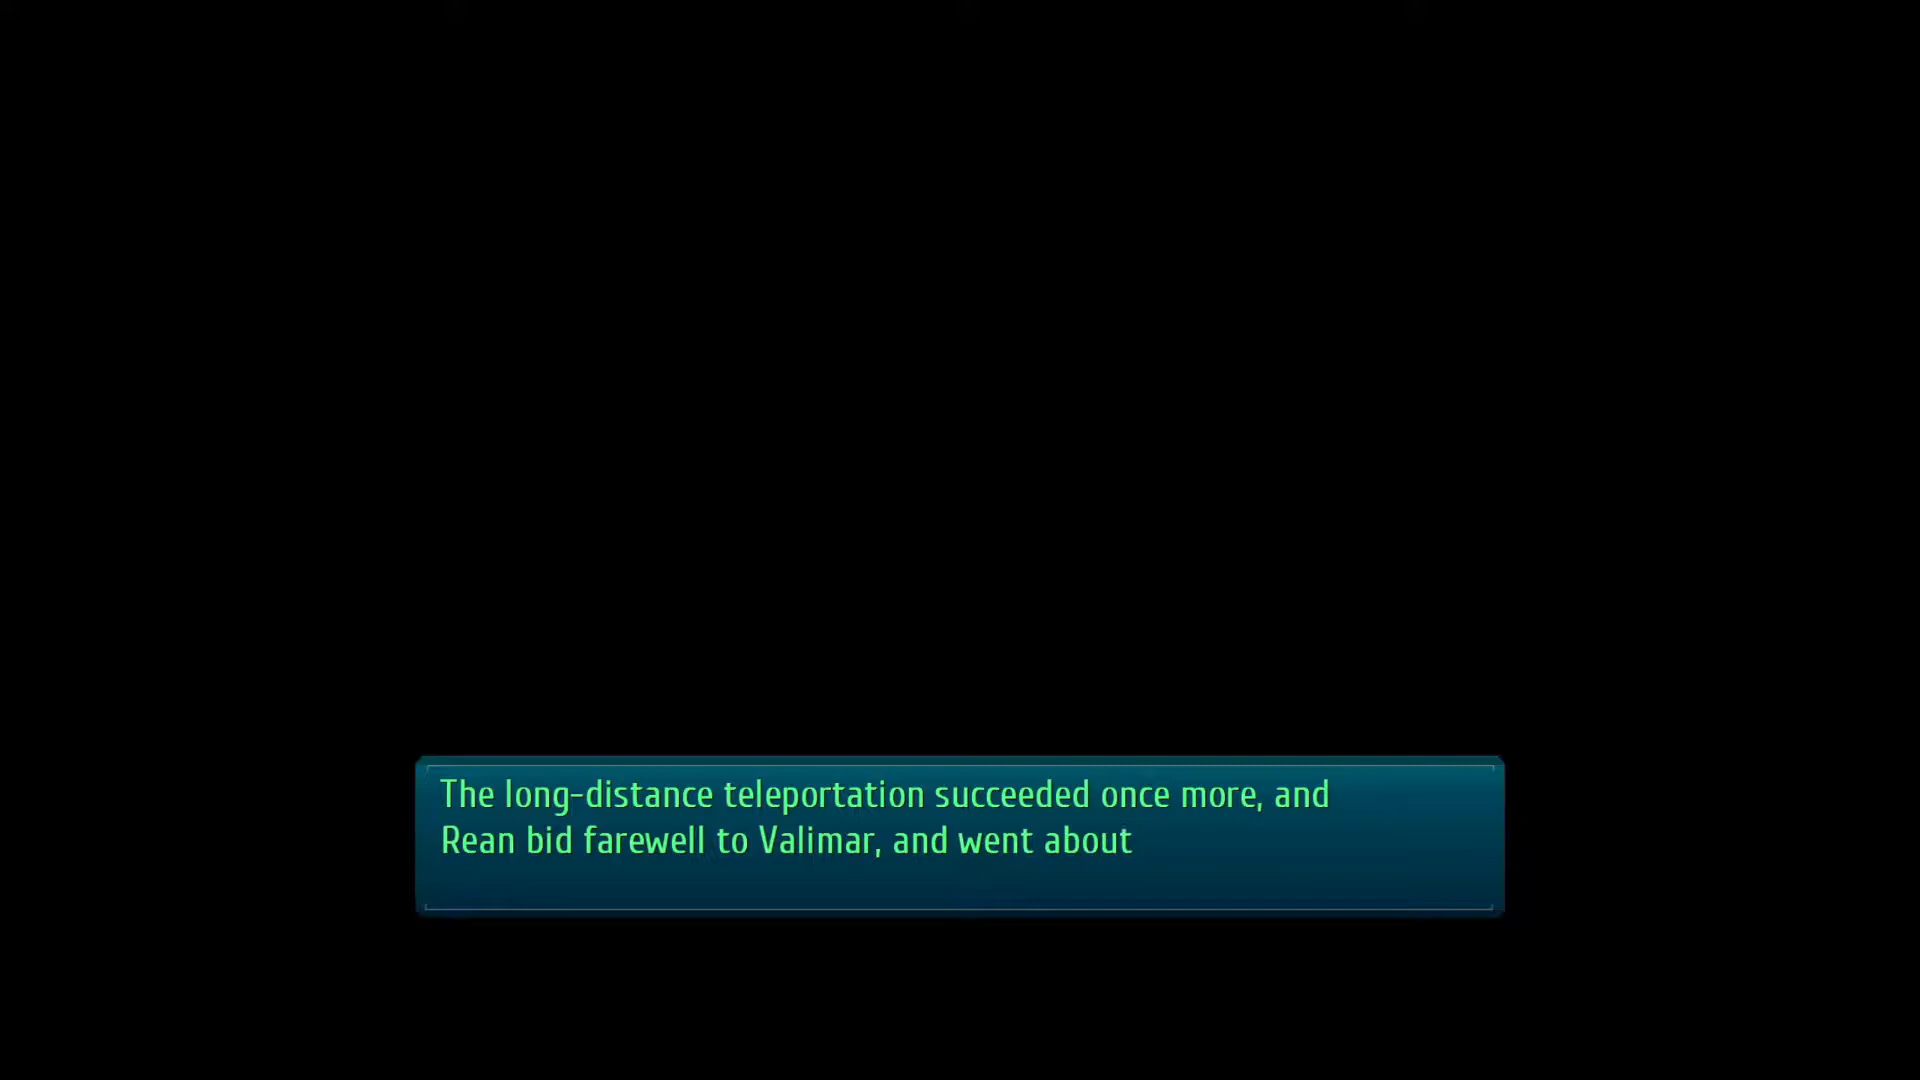 The long-distance teleportation succeeded once more, and
Rean bid farewell to Valimar, and went about